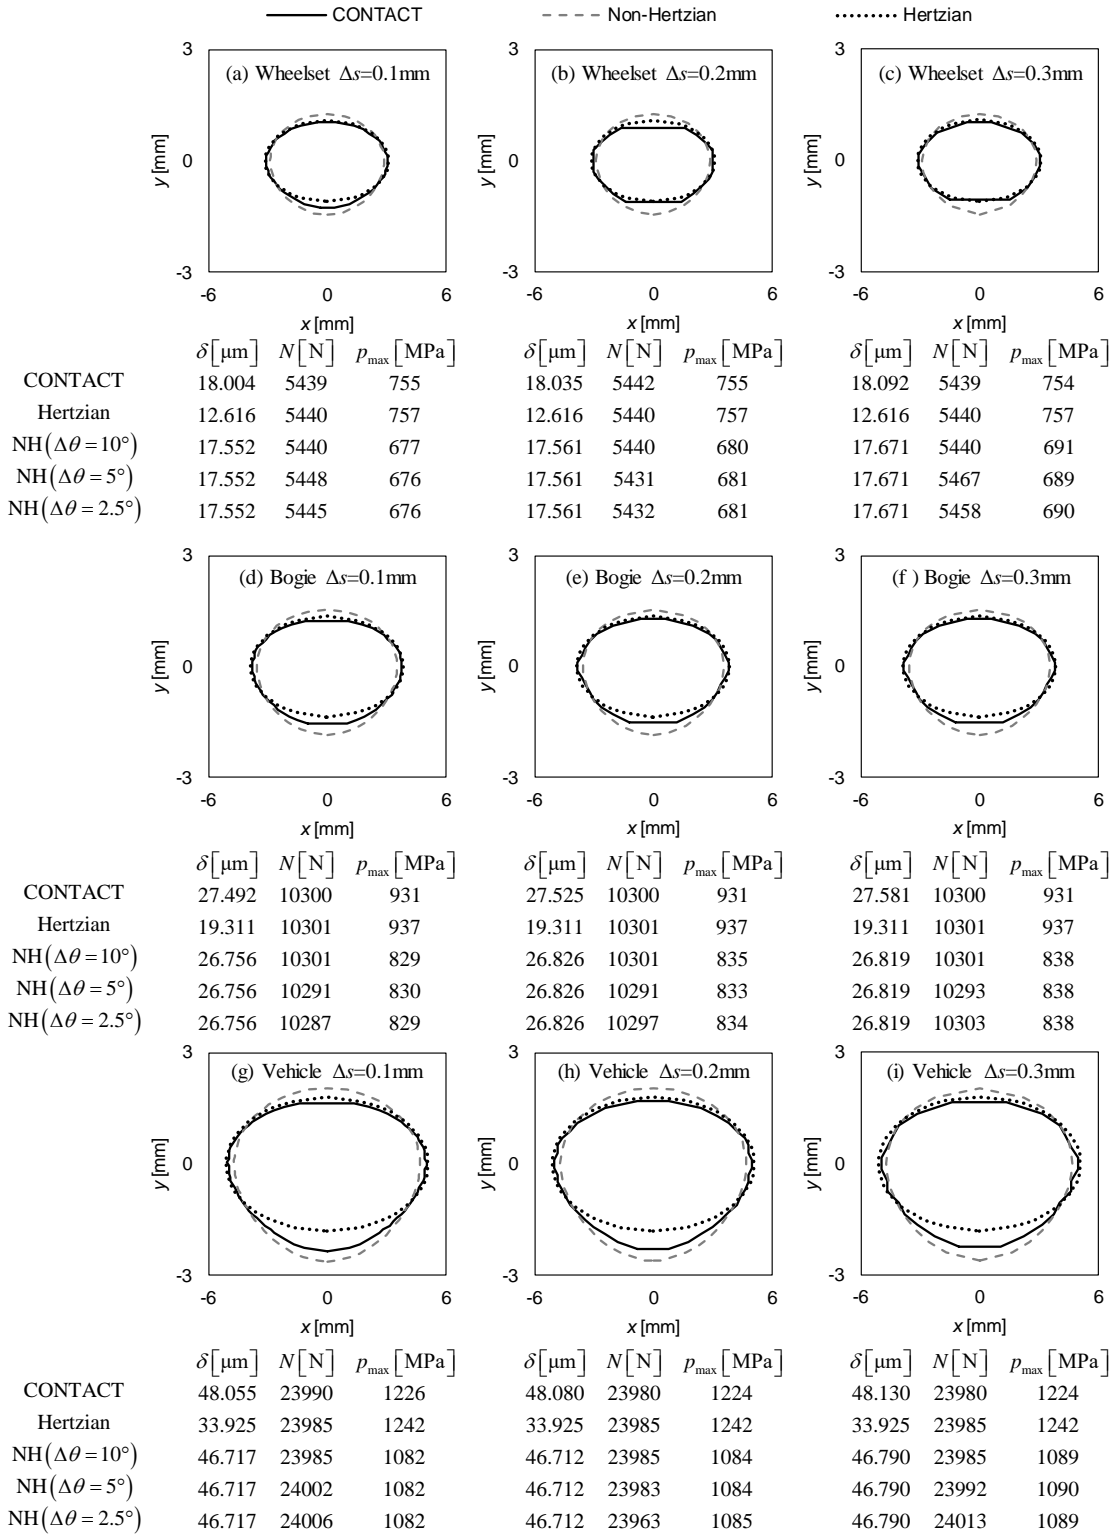 CONTACT Non-Hertzian Hertzian
3 3 3
(a) Wheelset Δs=0.1mm (b) Wheelset Δs=0.2mm (c) Wheelset Δs=0.3mm
y [mm] y [mm] y [mm]
0 0 0
-3 -3 -3
-6 0 6 -6 0 6 -6 0 6
x [mm] x [mm] x [mm]
δ[μm] N[N] pmax[MPa] δ[μm] N[N] pmax[MPa] δ[μm] N[N] pmax[MPa]
CONTACT 18.004 5439 755 18.035 5442 755 18.092 5439 754
Hertzian 12.616 5440 757 12.616 5440 757 12.616 5440 757
NH(Δθ=10°) 17.552 5440 677 17.561 5440 680 17.671 5440 691
NH(Δθ=5°) 17.552 5448 676 17.561 5431 681 17.671 5467 689
NH(Δθ=2.5°) 17.552 5445 676 17.561 5432 681 17.671 5458 690
3 3 3
(d) Bogie Δs=0.1mm (e) Bogie Δs=0.2mm (f ) Bogie Δs=0.3mm
y [mm] y [mm] y [mm]
0 0 0
-3 -3 -3
-6 0 6 -6 0 6 -6 0 6
x [mm] x [mm] x [mm]
δ[μm] N[N] pmax[MPa] δ[μm] N[N] pmax[MPa] δ[μm] N[N] pmax[MPa]
CONTACT 27.492 10300 931 27.525 10300 931 27.581 10300 931
Hertzian 19.311 10301 937 19.311 10301 937 19.311 10301 937
NH(Δθ=10°) 26.756 10301 829 26.826 10301 835 26.819 10301 838
NH(Δθ=5°) 26.756 10291 830 26.826 10291 833 26.819 10293 838
NH(Δθ=2.5°) 26.756 10287 829 26.826 10297 834 26.819 10303 838
3 3 3
(g) Vehicle Δs=0.1mm (h) Vehicle Δs=0.2mm (i) Vehicle Δs=0.3mm
y [mm] y [mm] y [mm]
0 0 0
-3 -3 -3
-6 0 6 -6 0 6 -6 0 6
x [mm] x [mm] x [mm]
δ[μm] N[N] pmax[MPa] δ[μm] N[N] pmax[MPa] δ[μm] N[N] pmax[MPa]
CONTACT 48.055 23990 1226 48.080 23980 1224 48.130 23980 1224
Hertzian 33.925 23985 1242 33.925 23985 1242 33.925 23985 1242
NH(Δθ=10°) 46.717 23985 1082 46.712 23985 1084 46.790 23985 1089
NH(Δθ=5°) 46.717 24002 1082 46.712 23983 1084 46.790 23992 1090
NH(Δθ=2.5°) 46.717 24006 1082 46.712 23963 1085 46.790 24013 1089